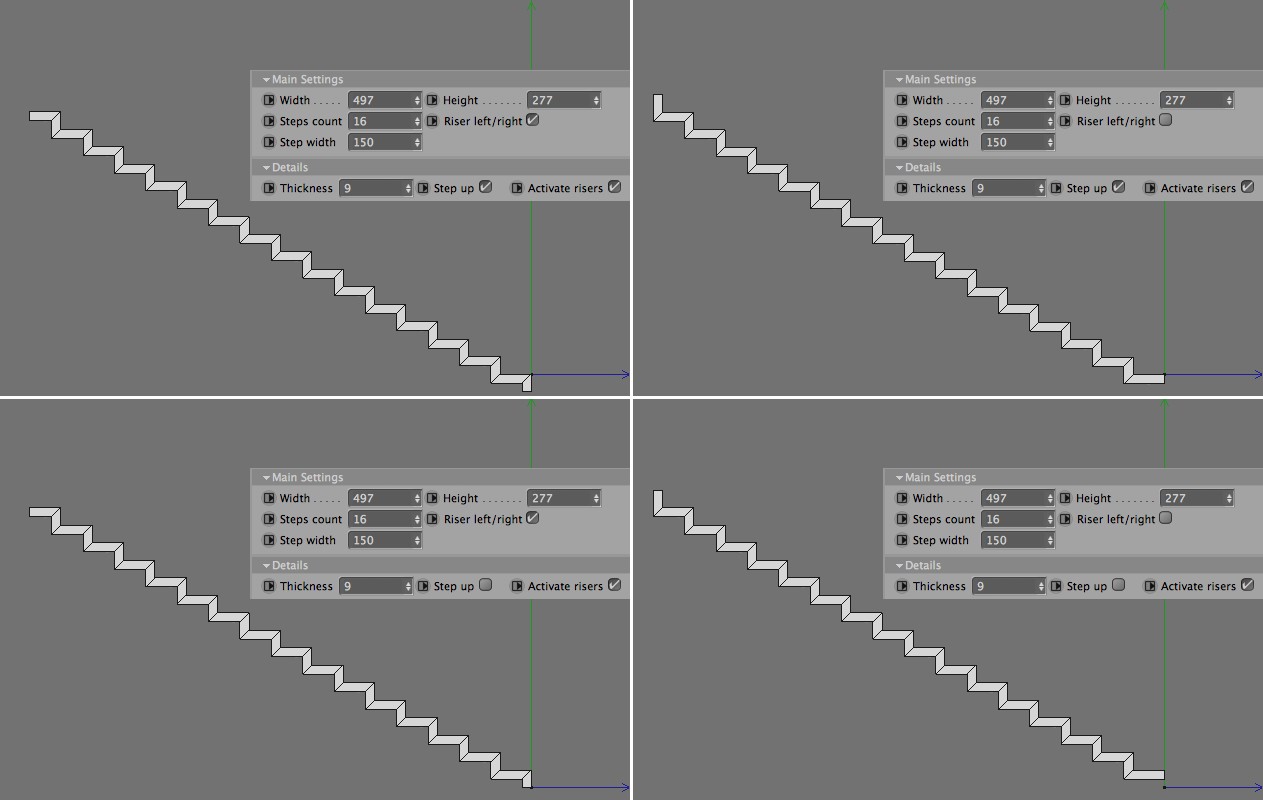 Main Settings
Width ..... 497 Height ....... 277
Steps count 16 Riser left/right
Step width 150
Details
Thickness 9 Step up Activate risers
Main Settings
Width ..... 497 Height ....... 277
Steps count 16 Riser left/right
Step width 150
Details
Thickness 9 Step up Activate risers
Main Settings
Width ..... 497 Height ....... 277
Steps count 16 Riser left/right
Step width 150
Details
Thickness 9 Step up Activate risers
Main Settings
Width ..... 497 Height ....... 277
Steps count 16 Riser left/right
Step width 150
Details
Thickness 9 Step up Activate risers